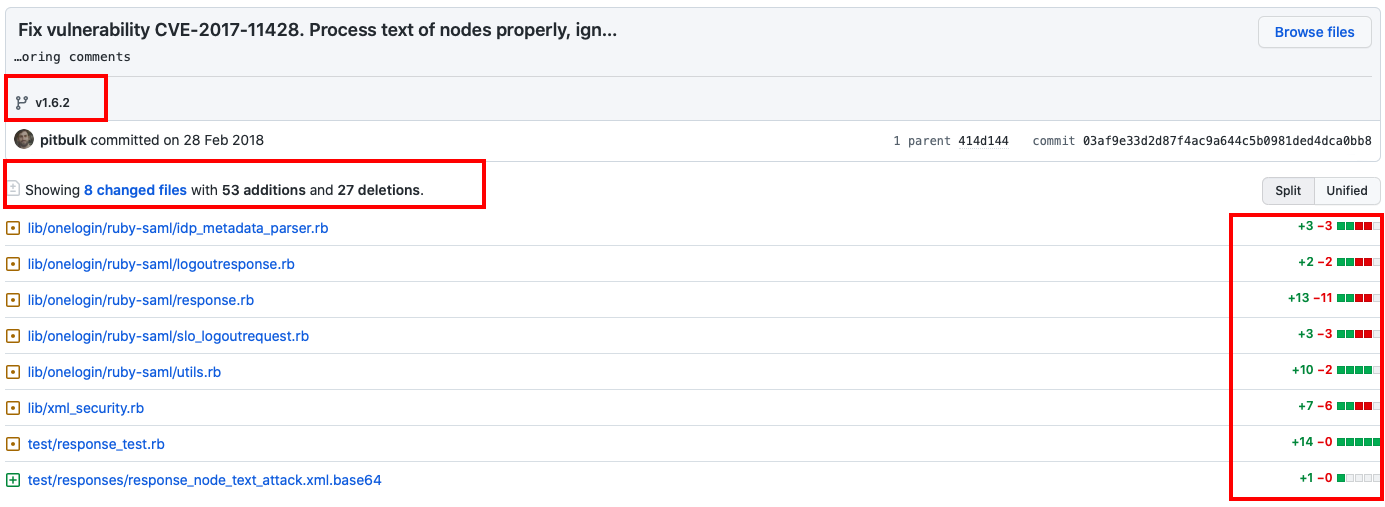 Fix vulnerability CVE-2017-11428. Process text of nodes properly, ign...
Browse files
…oring comments
v1.6.2
pitbulk committed on 28 Feb 2018
1 parent 414d144 commit 03af9e33d2d87f4ac9a644c5b0981ded4dca0bb8
Showing 8 changed files with 53 additions and 27 deletions.
Split Unified
lib/onelogin/ruby-saml/idp_metadata_parser.rb +3 −3
lib/onelogin/ruby-saml/logoutresponse.rb +2 −2
lib/onelogin/ruby-saml/response.rb +13 −11
lib/onelogin/ruby-saml/slo_logoutrequest.rb +3 −3
lib/onelogin/ruby-saml/utils.rb +10 −2
lib/xml_security.rb +7 −6
test/response_test.rb +14 −0
test/responses/response_node_text_attack.xml.base64 +1 −0